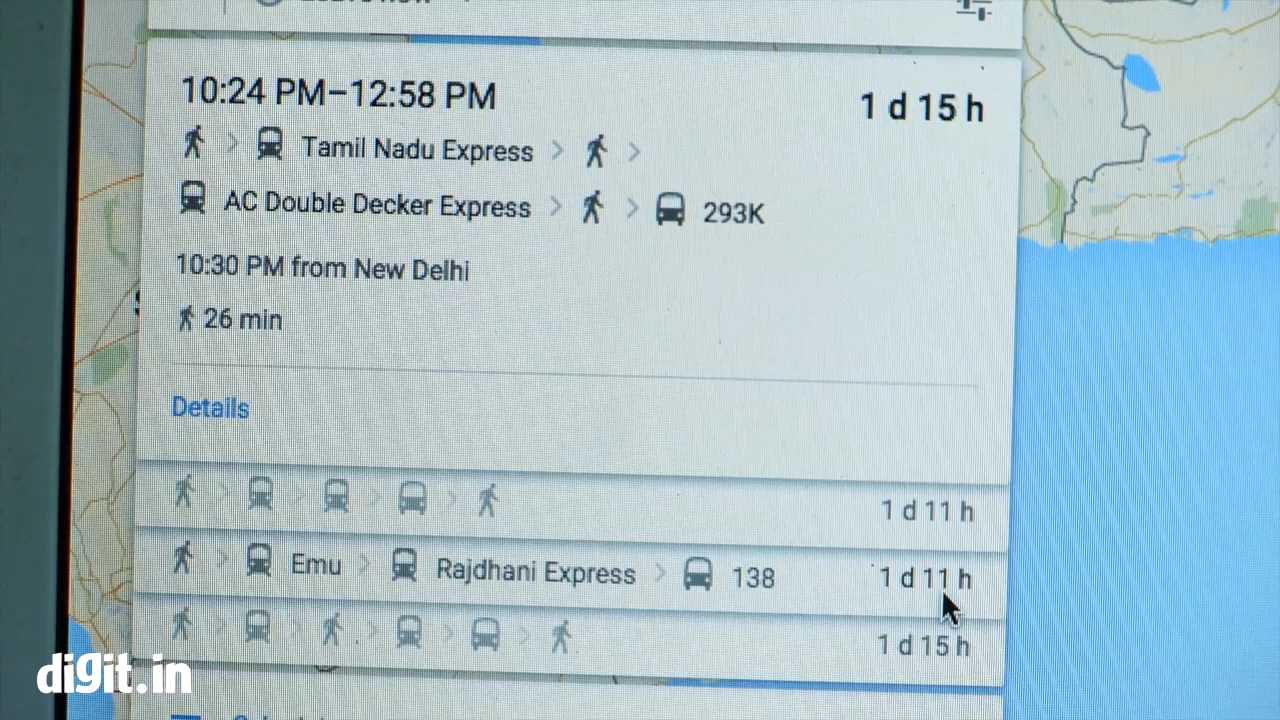 10:24 PM–12:58 PM 1 d 15 h
Tamil Nadu Express
AC Double Decker Express 293K
10:30 PM from New Delhi
26 min
Details
1 d 11 h
Emu Rajdhani Express 138 1 d 11 h
1 d 15 h
digit.in